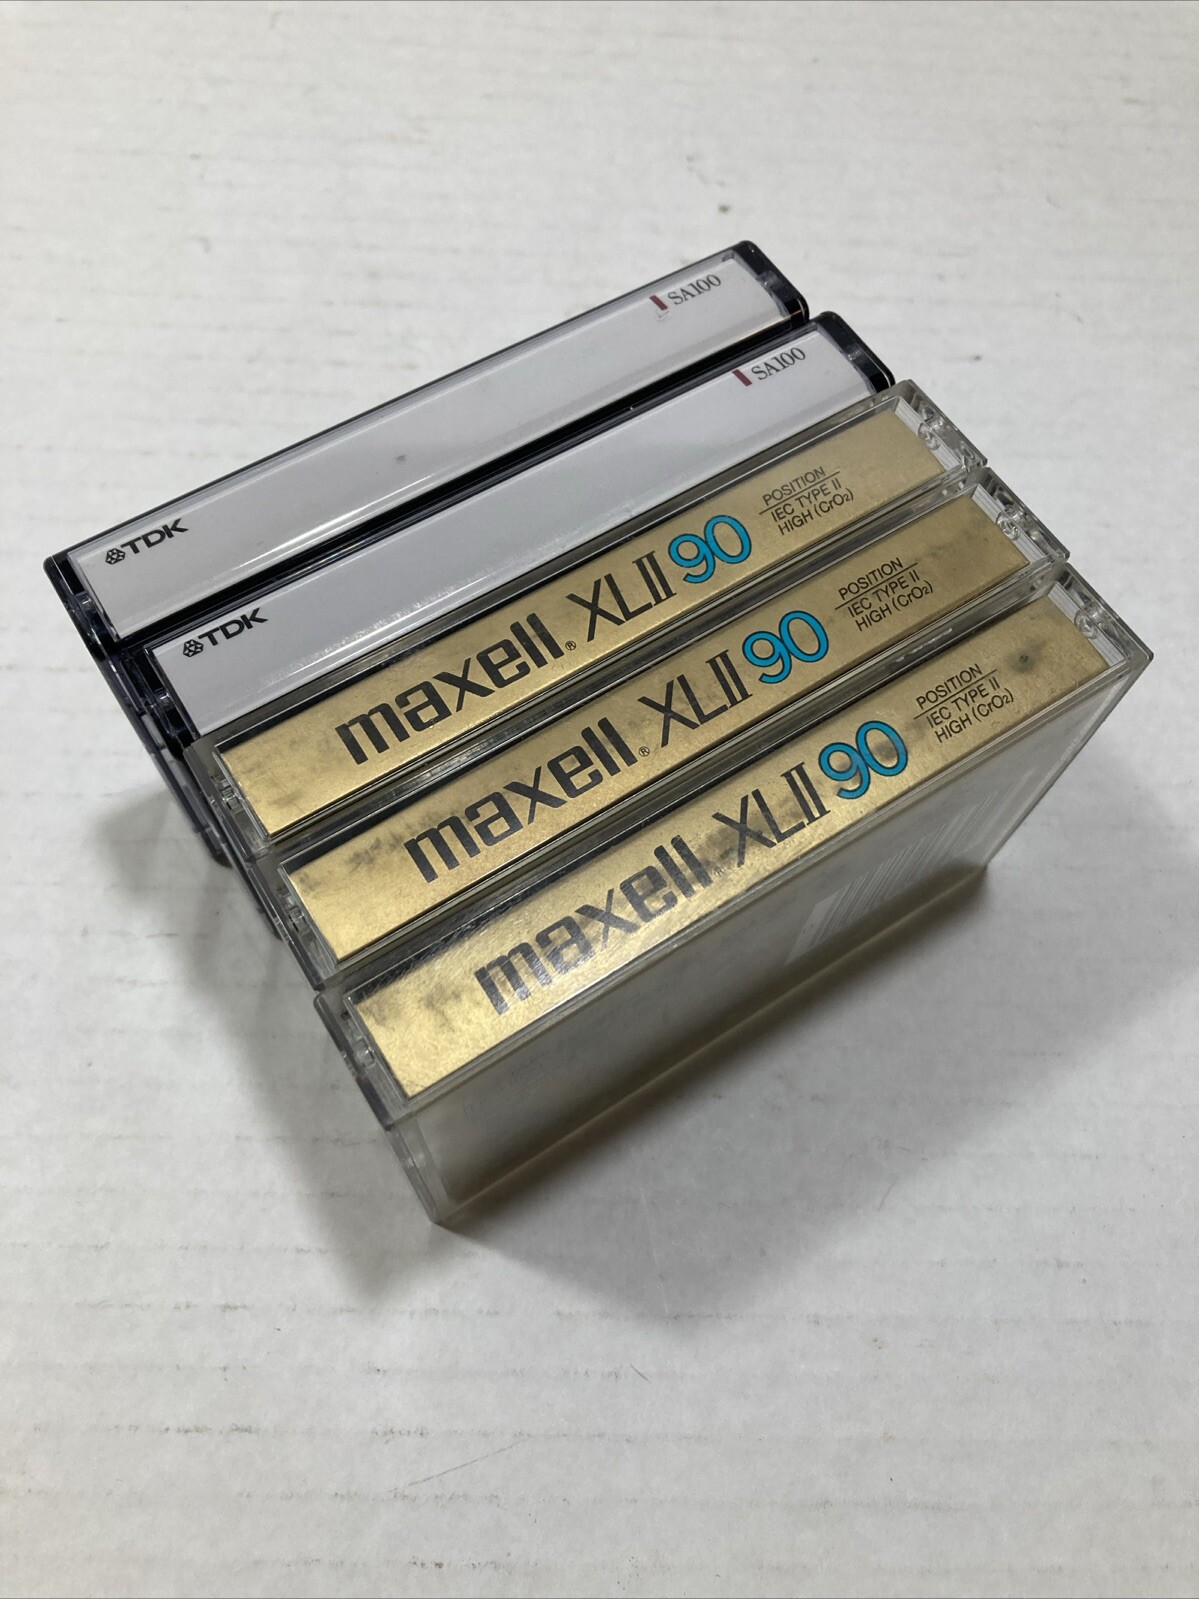 TDK SA100
TDK SA100
maxell® XLII 90 POSITION
IEC TYPE II
HIGH (CrO2)
maxell® XLII 90 POSITION
IEC TYPE II
HIGH (CrO2)
maxell® XLII 90 POSITION
IEC TYPE II
HIGH (CrO2)